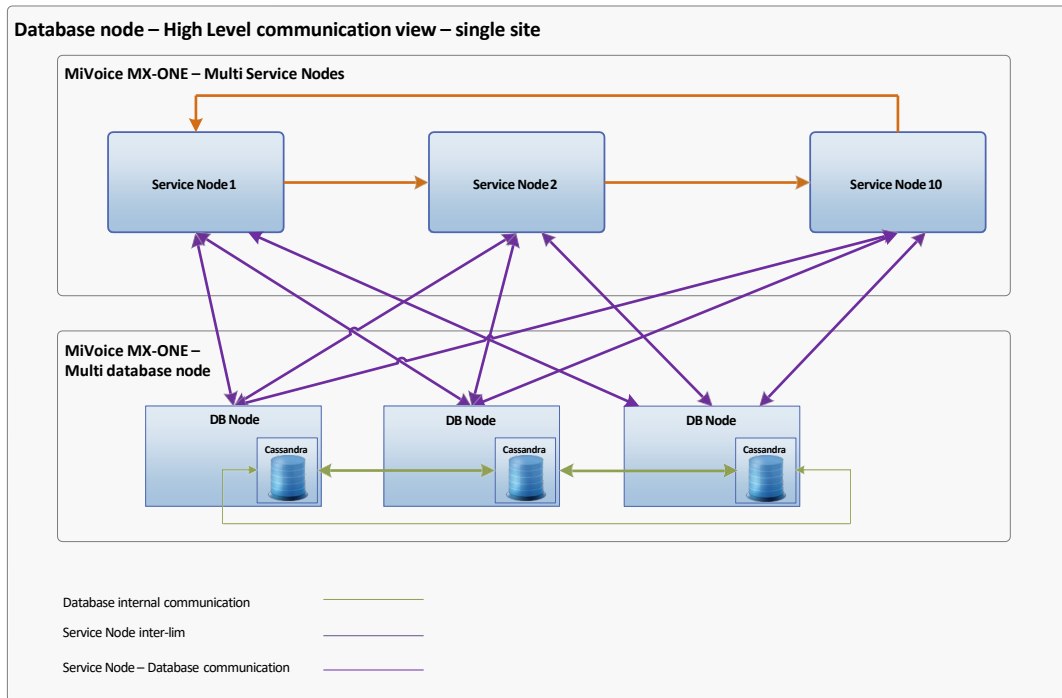 Database node – High Level communication view – single site
MiVoice MX-ONE – Multi Service Nodes
Service Node 1
Service Node 2
Service Node 10
MiVoice MX-ONE –
Multi database node
DB Node
DB Node
DB Node
Cassandra
Cassandra
Cassandra
Database internal communication
Service Node inter-lim
Service Node – Database communication